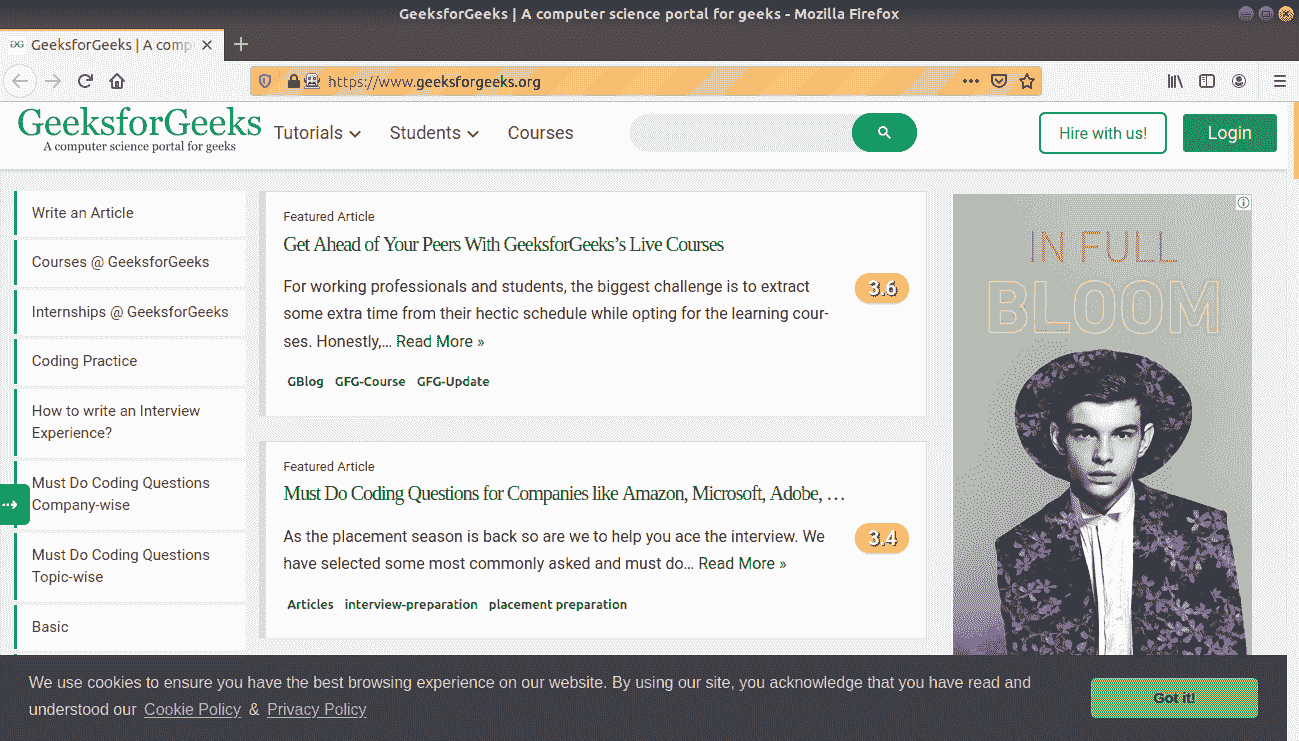 GeeksforGeeks | A computer science portal for geeks - Mozilla Firefox
GeeksforGeeks | A comp
https://www.geeksforgeeks.org
GeeksforGeeks
A computer science portal for geeks
Tutorials
Students
Courses
Hire with us!
Login
Write an Article
Courses @ GeeksforGeeks
Internships @ GeeksforGeeks
Coding Practice
How to write an Interview
Experience?
Must Do Coding Questions
Company-wise
Must Do Coding Questions
Topic-wise
Basic
Featured Article
Get Ahead of Your Peers With GeeksforGeeks’s Live Courses
For working professionals and students, the biggest challenge is to extract
some extra time from their hectic schedule while opting for the learning cour-
ses. Honestly,... Read More »
3.6
GBlog GFG-Course GFG-Update
Featured Article
Must Do Coding Questions for Companies like Amazon, Microsoft, Adobe, …
As the placement season is back so are we to help you ace the interview. We
have selected some most commonly asked and must do... Read More »
3.4
Articles interview-preparation placement preparation
IN FULL
BLOOM
We use cookies to ensure you have the best browsing experience on our website. By using our site, you acknowledge that you have read and
understood our Cookie Policy & Privacy Policy
Got it!